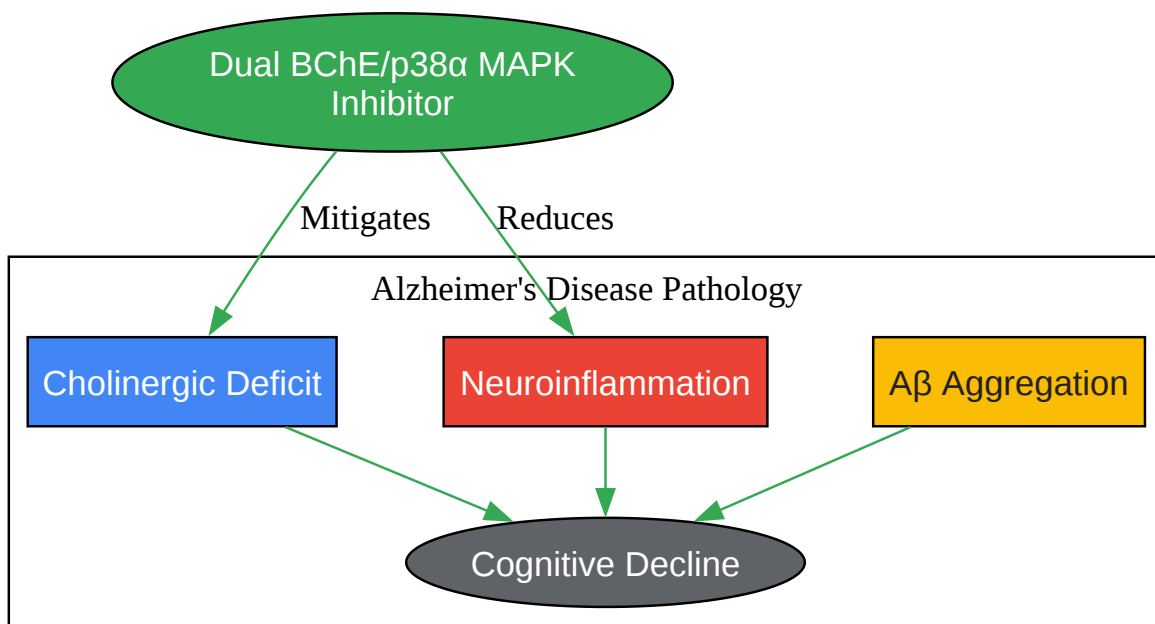 Dual BChE/p38α MAPK
Inhibitor
Mitigates
Reduces
Alzheimer's Disease Pathology
Cholinergic Deficit
Neuroinflammation
Aβ Aggregation
Cognitive Decline